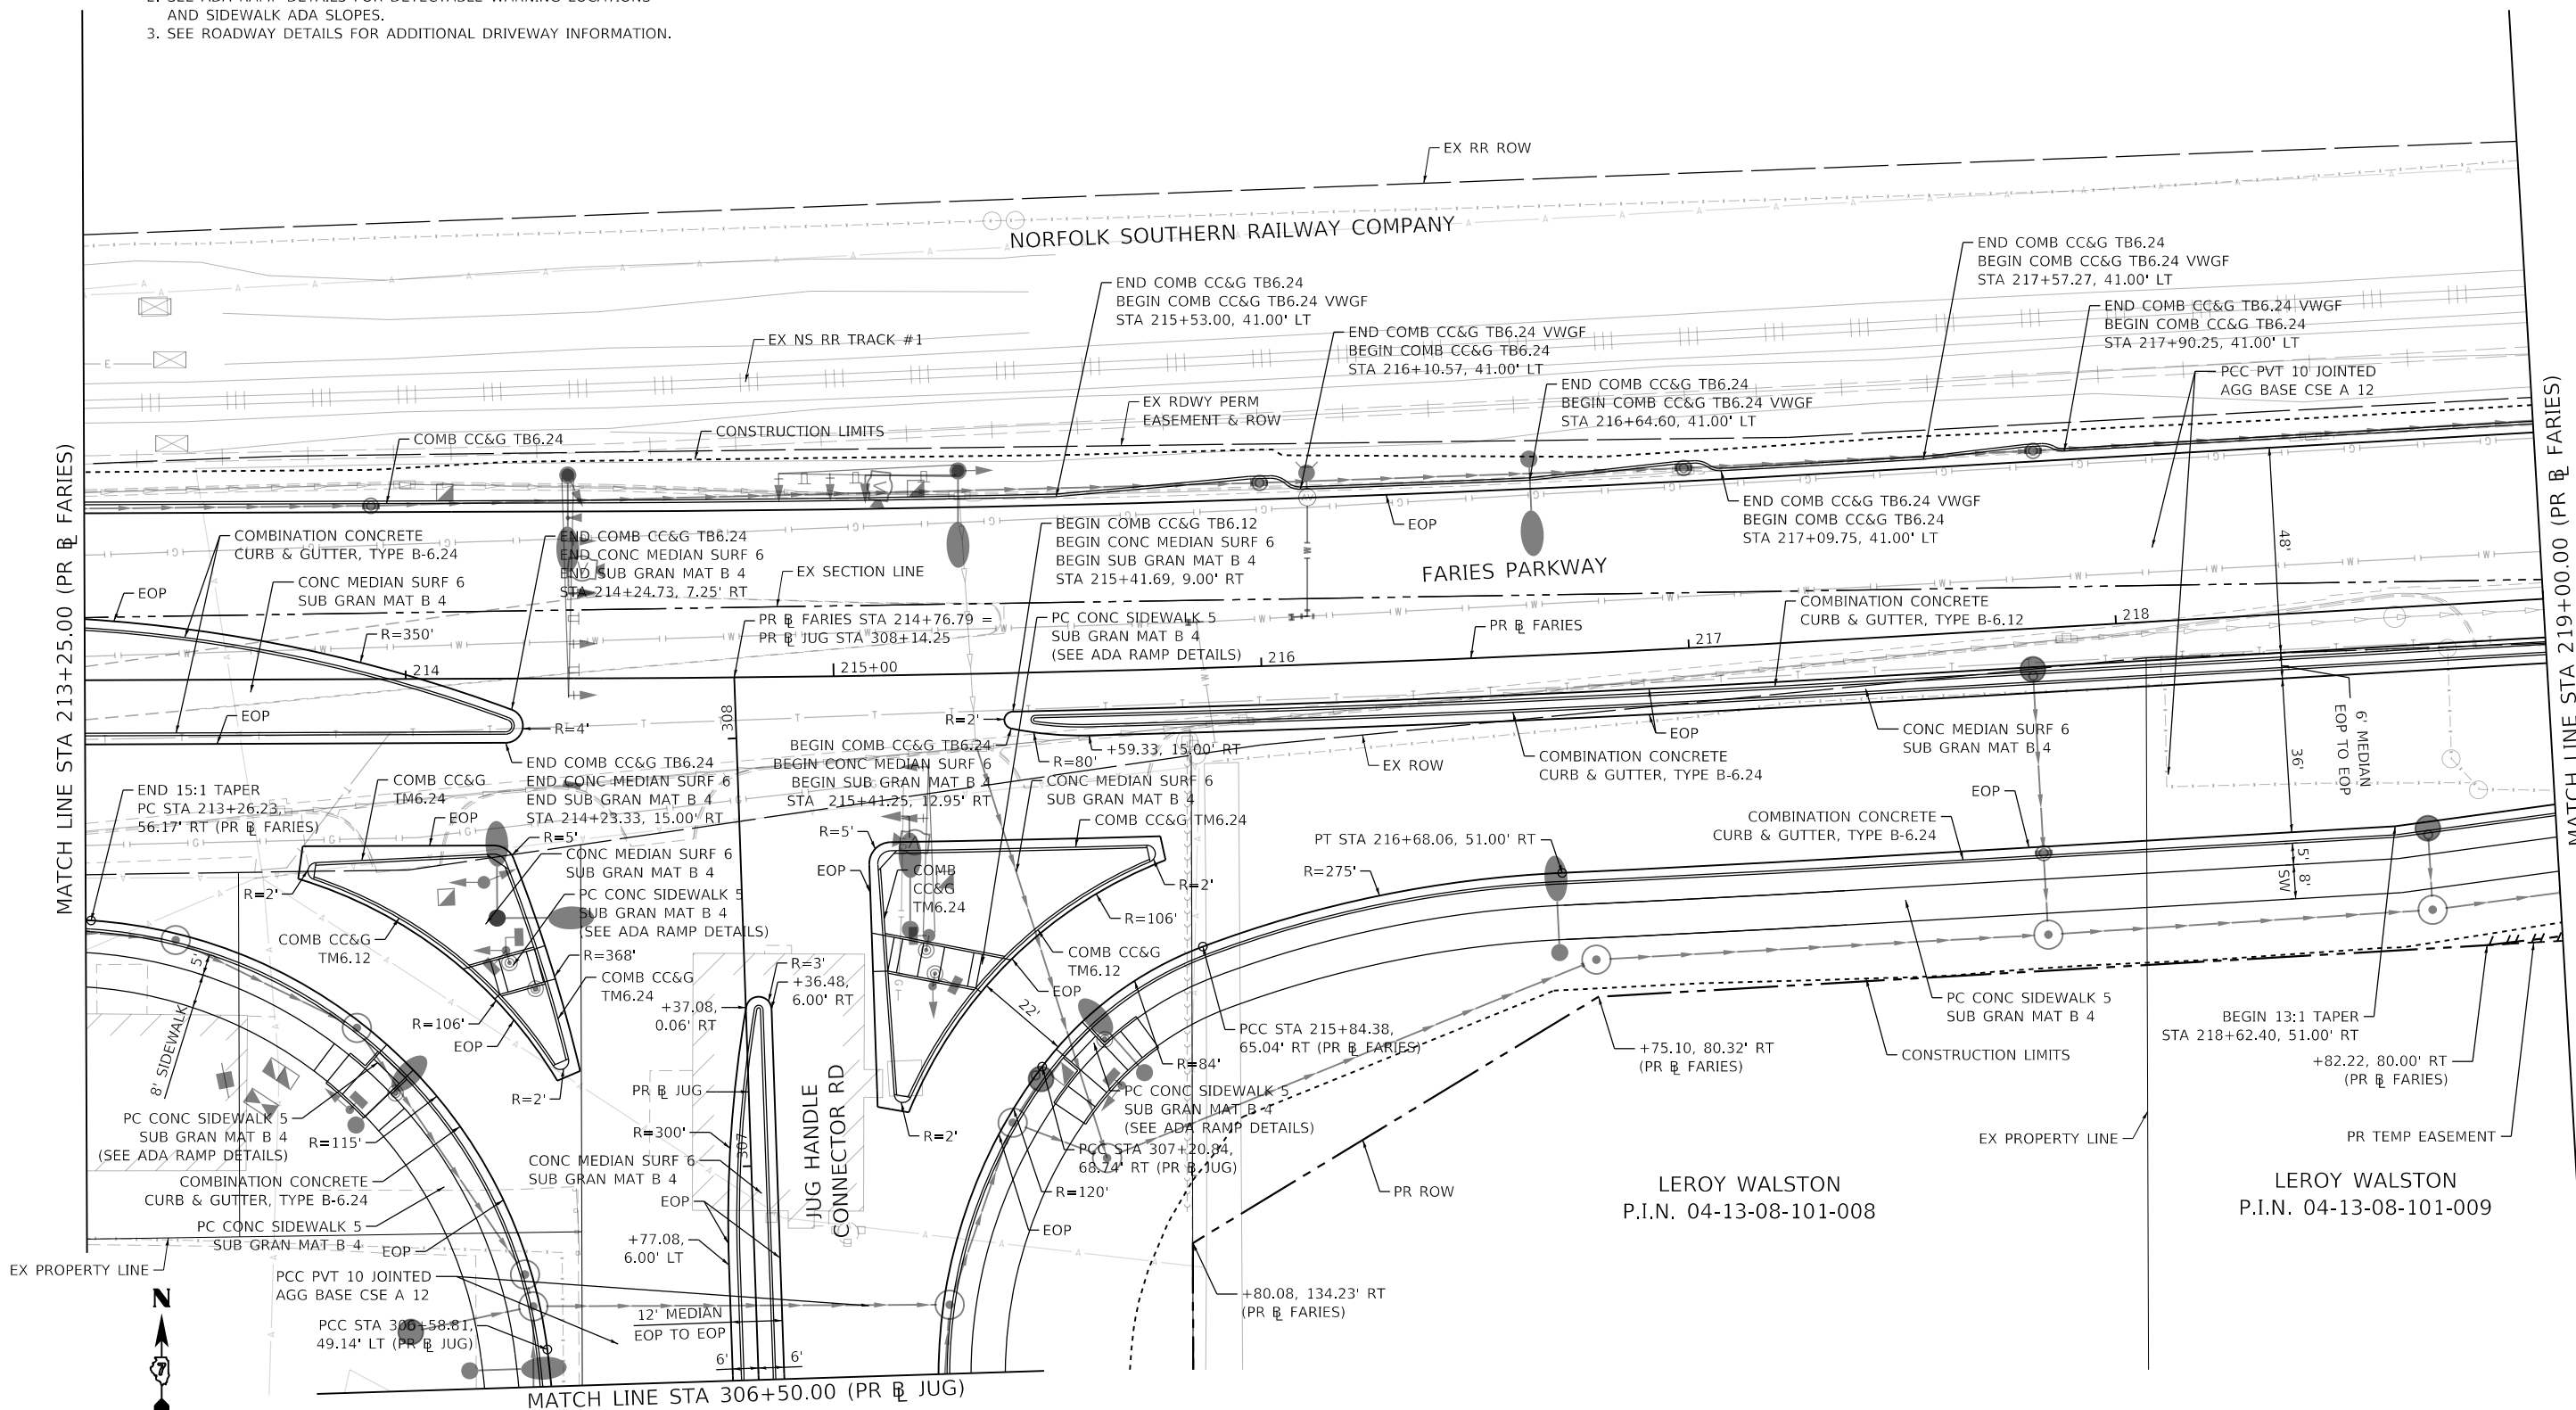 2. SEE ADA RAMP DETAILS FOR DETECTABLE WARNING LOCATIONS
AND SIDEWALK ADA SLOPES.
3. SEE ROADWAY DETAILS FOR ADDITIONAL DRIVEWAY INFORMATION.
EX RR ROW
NORFOLK SOUTHERN RAILWAY COMPANY
END COMB CC&G TB6.24
BEGIN COMB CC&G TB6.24 VWGF
STA 217+57.27, 41.00' LT
END COMB CC&G TB6.24
BEGIN COMB CC&G TB6.24 VWGF
STA 215+53.00, 41.00' LT
END COMB CC&G TB6.24 VWGF
BEGIN COMB CC&G TB6.24
STA 217+90.25, 41.00' LT
EX NS RR TRACK #1
END COMB CC&G TB6.24 VWGF
BEGIN COMB CC&G TB6.24
STA 216+10.57, 41.00' LT
PCC PVT 10 JOINTED
AGG BASE CSE A 12
END COMB CC&G TB6.24
BEGIN COMB CC&G TB6.24 VWGF
STA 216+64.60, 41.00' LT
EX RDWY PERM
EASEMENT & ROW
CONSTRUCTION LIMITS
COMB CC&G TB6.24
MATCH LINE STA 213+25.00 (PR BL FARIES)
MATCH LINE STA 219+00.00 (PR BL FARIES)
END COMB CC&G TB6.24 VWGF
BEGIN COMB CC&G TB6.24
STA 217+09.75, 41.00' LT
EOP
COMBINATION CONCRETE
CURB & GUTTER, TYPE B-6.24
END COMB CC&G TB6.24
END CONC MEDIAN SURF 6
END SUB GRAN MAT B 4
STA 214+24.73, 7.25' RT
BEGIN COMB CC&G TB6.12
BEGIN CONC MEDIAN SURF 6
BEGIN SUB GRAN MAT B 4
STA 215+41.69, 9.00' RT
48'
FARIES PARKWAY
EX SECTION LINE
CONC MEDIAN SURF 6
SUB GRAN MAT B 4
EOP
R=350'
PR BL FARIES STA 214+76.79 =
PR BL JUG STA 308+14.25
PC CONC SIDEWALK 5
SUB GRAN MAT B 4
(SEE ADA RAMP DETAILS)
PR BL FARIES
COMBINATION CONCRETE
CURB & GUTTER, TYPE B-6.12
214
215+00
216
217
218
EOP
R=4'
308
R=2'
BEGIN COMB CC&G TB6.24
BEGIN CONC MEDIAN SURF 6
BEGIN SUB GRAN MAT B 4
STA 215+41.25, 12.95' RT
+59.33, 15.00' RT
R=80'
EX ROW
EOP
COMBINATION CONCRETE
CURB & GUTTER, TYPE B-6.24
CONC MEDIAN SURF 6
SUB GRAN MAT B 4
36'
6' MEDIAN
EOP TO EOP
END COMB CC&G TB6.24
END CONC MEDIAN SURF 6
END SUB GRAN MAT B 4
STA 214+23.33, 15.00' RT
END 15:1 TAPER
PC STA 213+26.23,
56.17' RT (PR BL FARIES)
COMB CC&G
TM6.24
EOP
R=5'
CONC MEDIAN SURF 6
SUB GRAN MAT B 4
CONC MEDIAN SURF 6
SUB GRAN MAT B 4
COMB CC&G TM6.24
R=5'
EOP
COMB
CC&G
TM6.24
R=2'
R=106'
PT STA 216+68.06, 51.00' RT
R=275'
EOP
COMBINATION CONCRETE
CURB & GUTTER, TYPE B-6.24
5'
8'
SW
R=2'
PC CONC SIDEWALK 5
SUB GRAN MAT B 4
(SEE ADA RAMP DETAILS)
COMB CC&G
TM6.12
R=368'
COMB CC&G
TM6.24
R=106'
EOP
R=2'
5'
8' SIDEWALK
R=3'
+36.48,
6.00' RT
+37.08,
0.06' RT
COMB CC&G
TM6.12
EOP
22'
R=2'
PCC STA 215+84.38,
65.04' RT (PR BL FARIES)
R=84'
PC CONC SIDEWALK 5
SUB GRAN MAT B 4
(SEE ADA RAMP DETAILS)
PCC STA 307+20.84,
68.74' RT (PR BL JUG)
R=120'
EOP
PC CONC SIDEWALK 5
SUB GRAN MAT B 4
BEGIN 13:1 TAPER
STA 218+62.40, 51.00' RT
+75.10, 80.32' RT
(PR BL FARIES)
CONSTRUCTION LIMITS
+82.22, 80.00' RT
(PR BL FARIES)
PR BL JUG
R=300'
307
JUG HANDLE
CONNECTOR RD
PC CONC SIDEWALK 5
SUB GRAN MAT B 4
(SEE ADA RAMP DETAILS)
R=115'
CONC MEDIAN SURF 6
SUB GRAN MAT B 4
EOP
EX PROPERTY LINE
PR TEMP EASEMENT
COMBINATION CONCRETE
CURB & GUTTER, TYPE B-6.24
PR ROW
LEROY WALSTON
P.I.N. 04-13-08-101-008
LEROY WALSTON
P.I.N. 04-13-08-101-009
PC CONC SIDEWALK 5
SUB GRAN MAT B 4
EOP
+77.08,
6.00' LT
EX PROPERTY LINE
PCC PVT 10 JOINTED
AGG BASE CSE A 12
N
7
12' MEDIAN
EOP TO EOP
+80.08, 134.23' RT
(PR BL FARIES)
PCC STA 306+58.81,
49.14' LT (PR BL JUG)
6'
6'
MATCH LINE STA 306+50.00 (PR BL JUG)